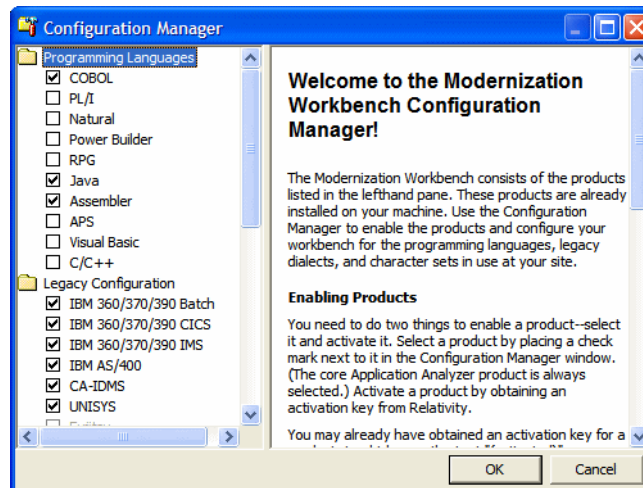 Configuration Manager
Programming Languages
COBOL
PL/I
Natural
Power Builder
RPG
Java
Assembler
APS
Visual Basic
C/C++
Legacy Configuration
IBM 360/370/390 Batch
IBM 360/370/390 CICS
IBM 360/370/390 IMS
IBM AS/400
CA-IDMS
UNISYS
Welcome to the Modernization
Workbench Configuration
Manager!
The Modernization Workbench consists of the products
listed in the lefthand pane. These products are already
installed on your machine. Use the Configuration
Manager to enable the products and configure your
workbench for the programming languages, legacy
dialects, and character sets in use at your site.
Enabling Products
You need to do two things to enable a product--select
it and activate it. Select a product by placing a check
mark next to it in the Configuration Manager window.
(The core Application Analyzer product is always
selected.) Activate a product by obtaining an
activation key from Relativity.
You may already have obtained an activation key for a
OK
Cancel